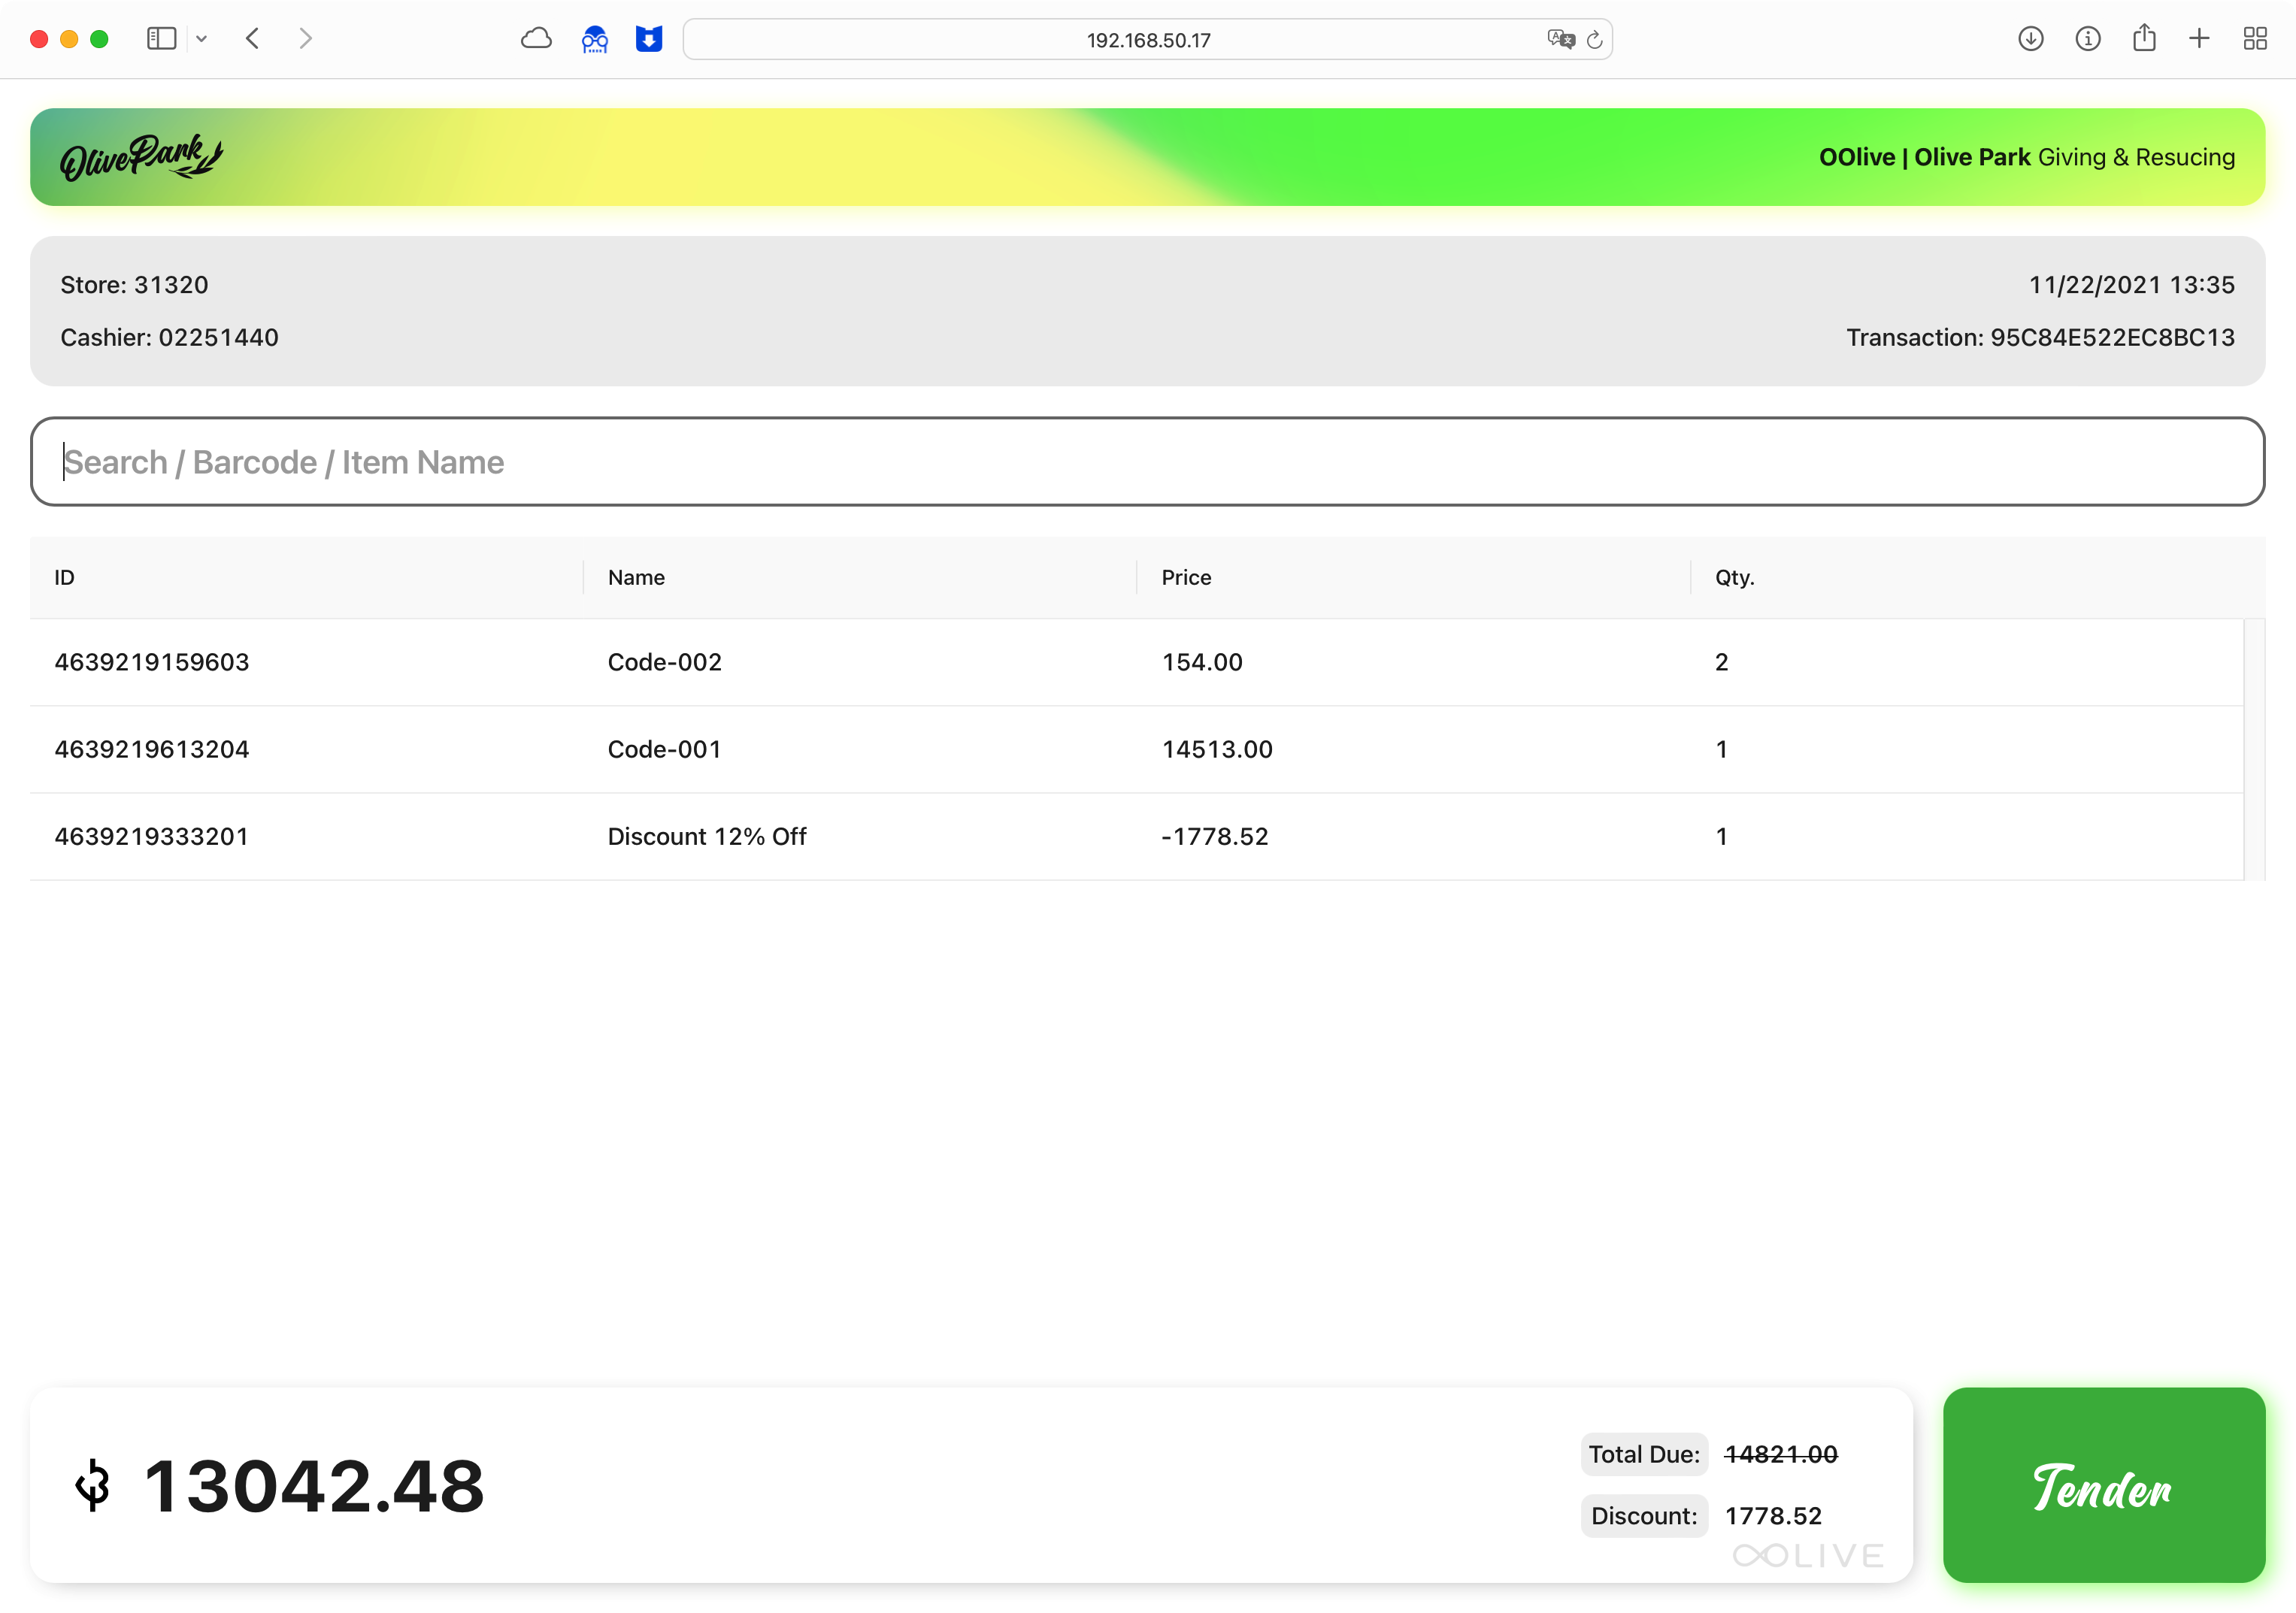 192.168.50.17
OlivePark
OOlive | Olive Park Giving & Resucing
Store: 31320
11/22/2021 13:35
Cashier: 02251440
Transaction: 95C84E522EC8BC13
Search / Barcode / Item Name
ID Name Price Qty.
4639219159603 Code-002 154.00 2
4639219613204 Code-001 14513.00 1
4639219333201 Discount 12% Off -1778.52 1
13042.48
Total Due: 14821.00
Discount: 1778.52
OOLIVE
Tender